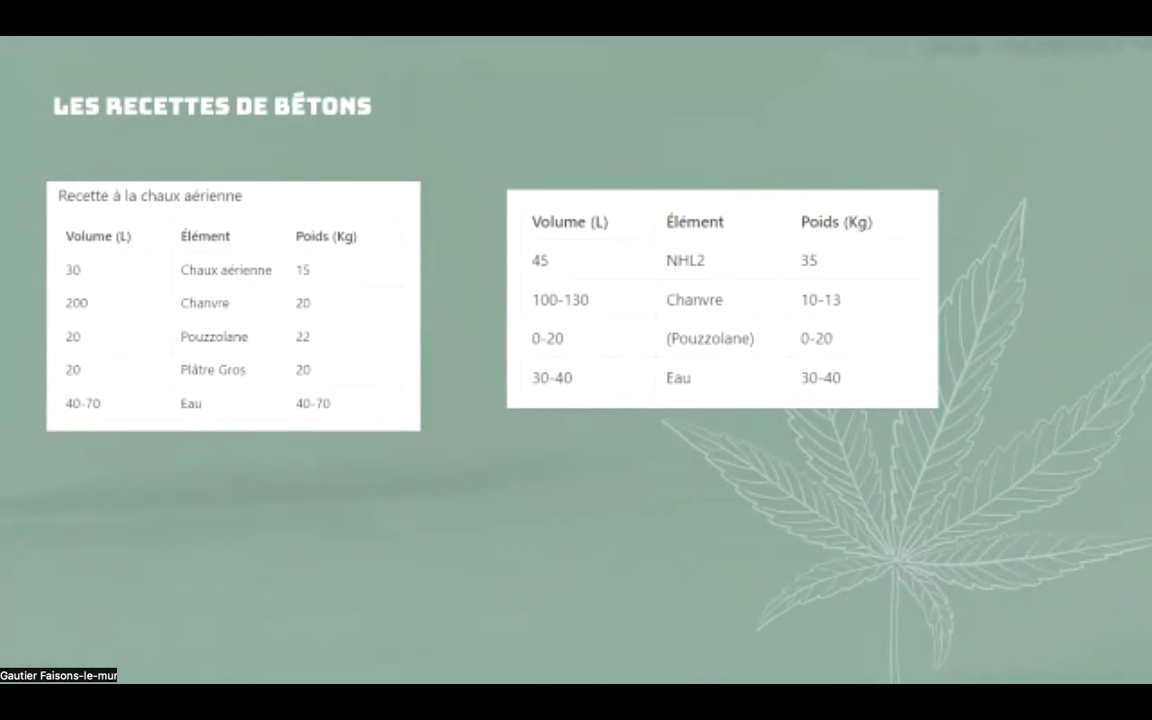 LES RECETTES DE BÉTONS
Recette à la chaux aérienne
Volume (L) Élément Poids (Kg)
30 Chaux aérienne 15
200 Chanvre 20
20 Pouzzolane 22
20 Plâtre Gros 20
40-70 Eau 40-70
Volume (L) Élément Poids (Kg)
45 NHL2 35
100-130 Chanvre 10-13
0-20 (Pouzzolane) 0-20
30-40 Eau 30-40
Gautier Faisons-le-mur